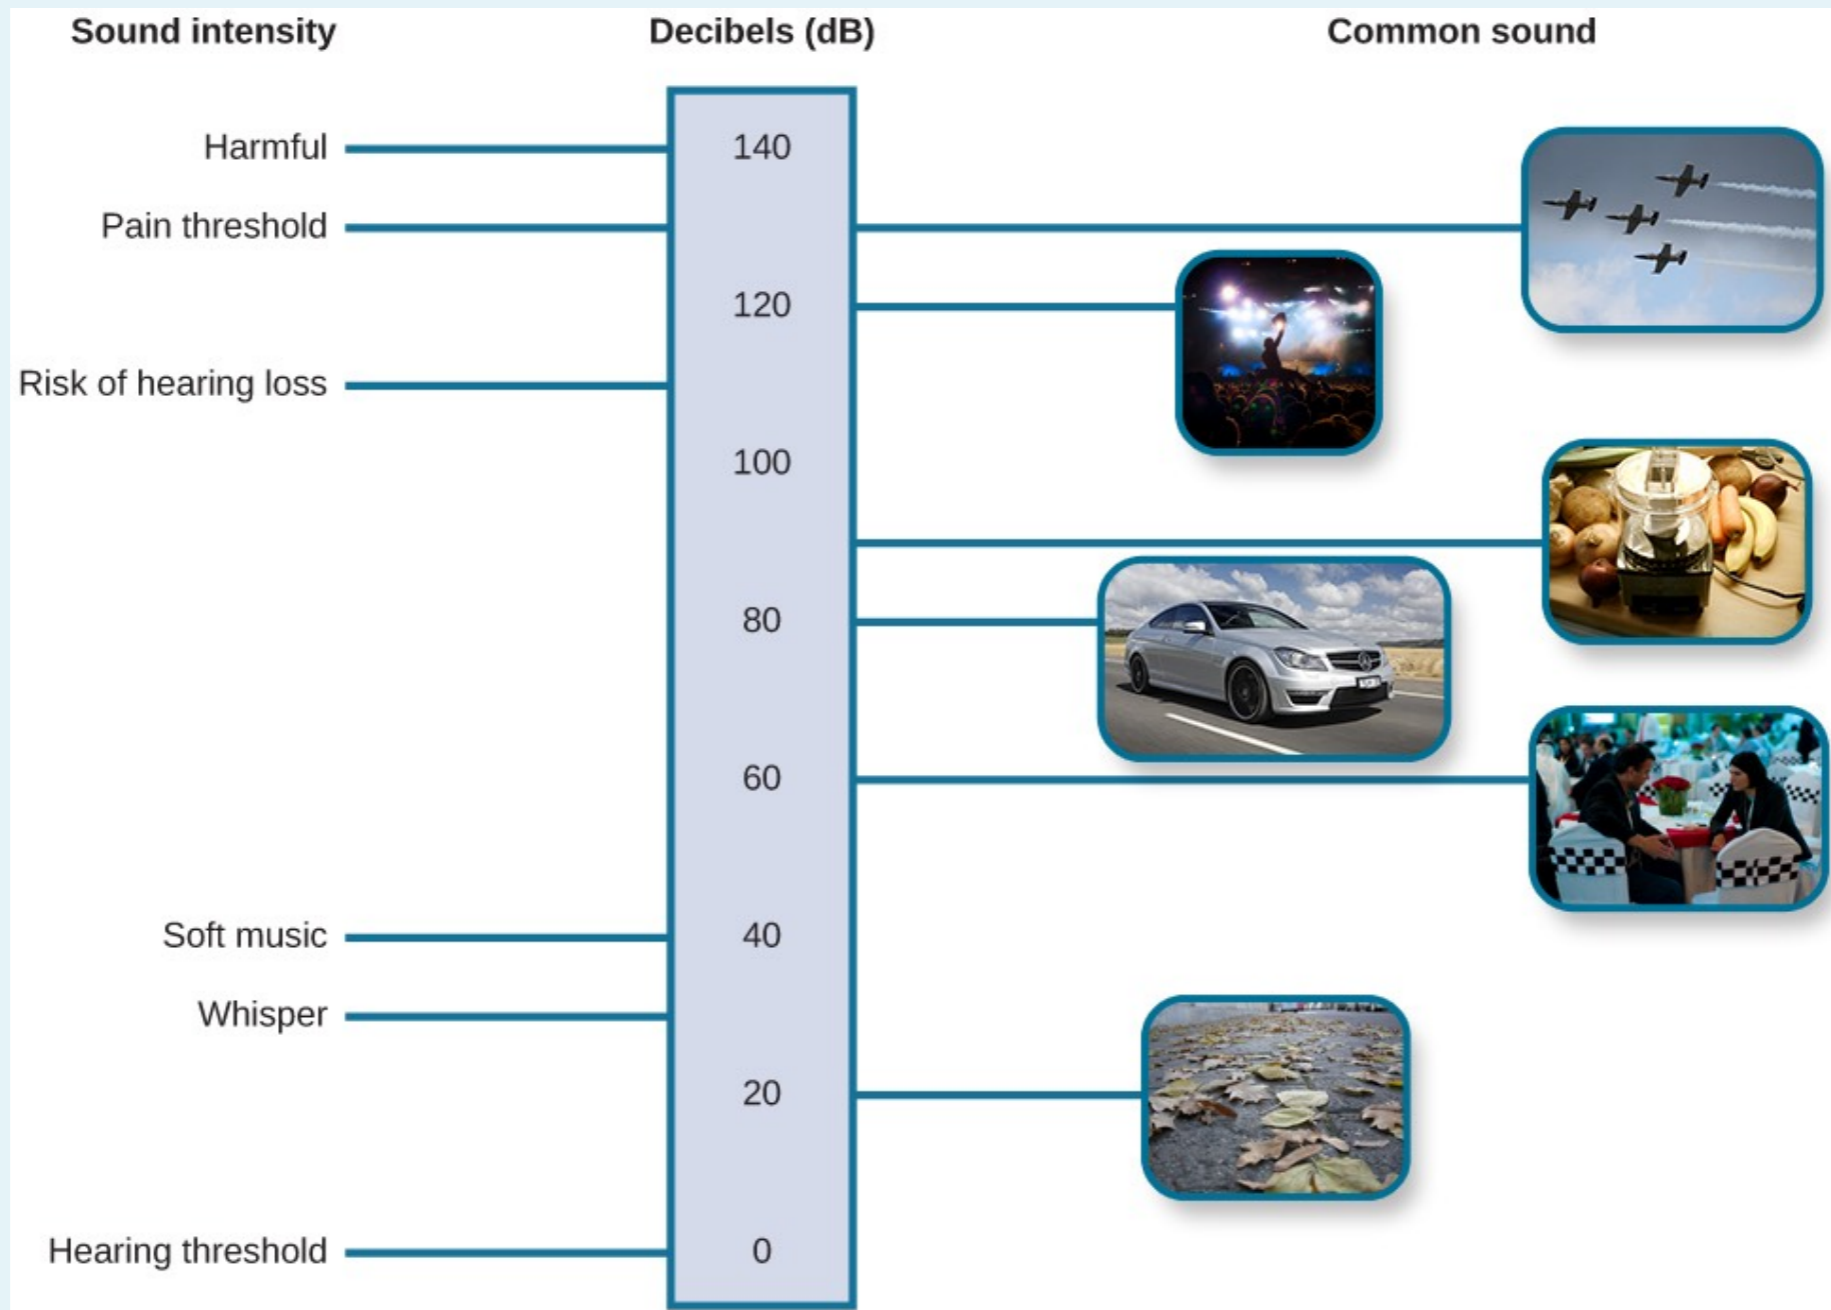 Sound intensity
Decibels (dB)
Common sound
Harmful
140
Pain threshold
120
Risk of hearing loss
100
80
60
Soft music
40
Whisper
20
Hearing threshold
0